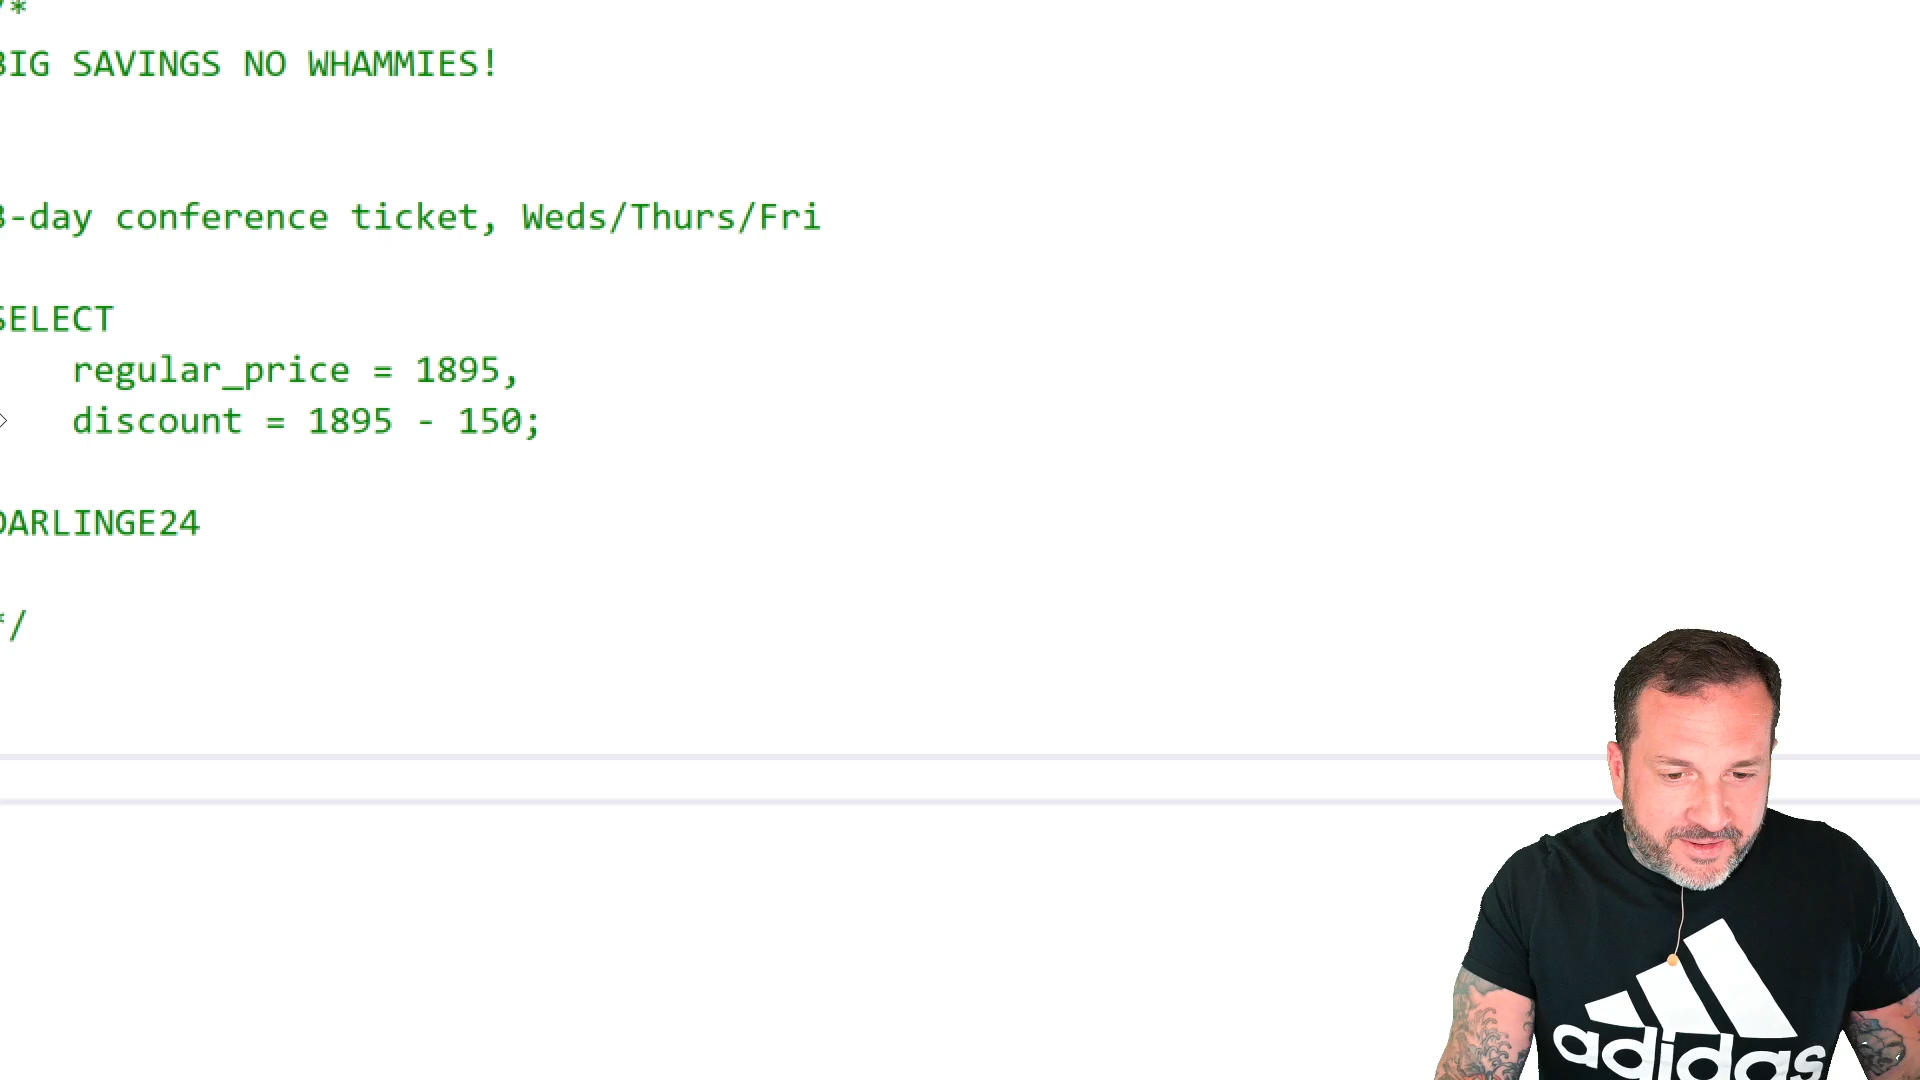 /*
BIG SAVINGS NO WHAMMIES!
3-day conference ticket, Weds/Thurs/Fri
SELECT
regular_price = 1895,
discount = 1895 - 150;
DARLINGE24
*/
adidas